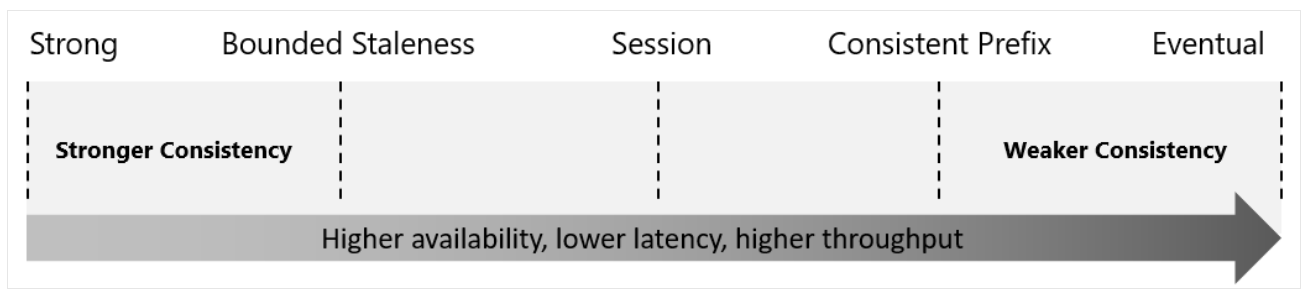 Strong Bounded Staleness Session Consistent Prefix Eventual
Stronger Consistency Weaker Consistency
Higher availability, lower latency, higher throughput